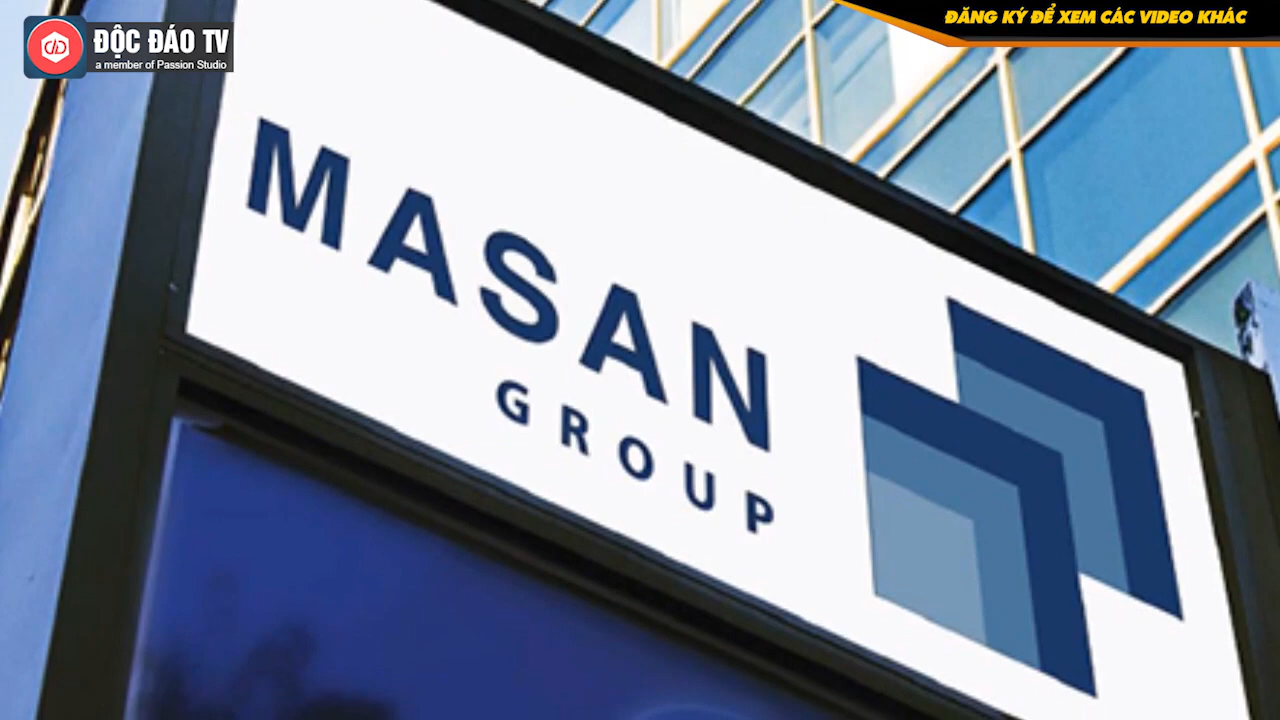 ĐỘC ĐÁO TV
a member of Passion Studio
ĐĂNG KÝ ĐỂ XEM CÁC VIDEO KHÁC
MASAN
GROUP